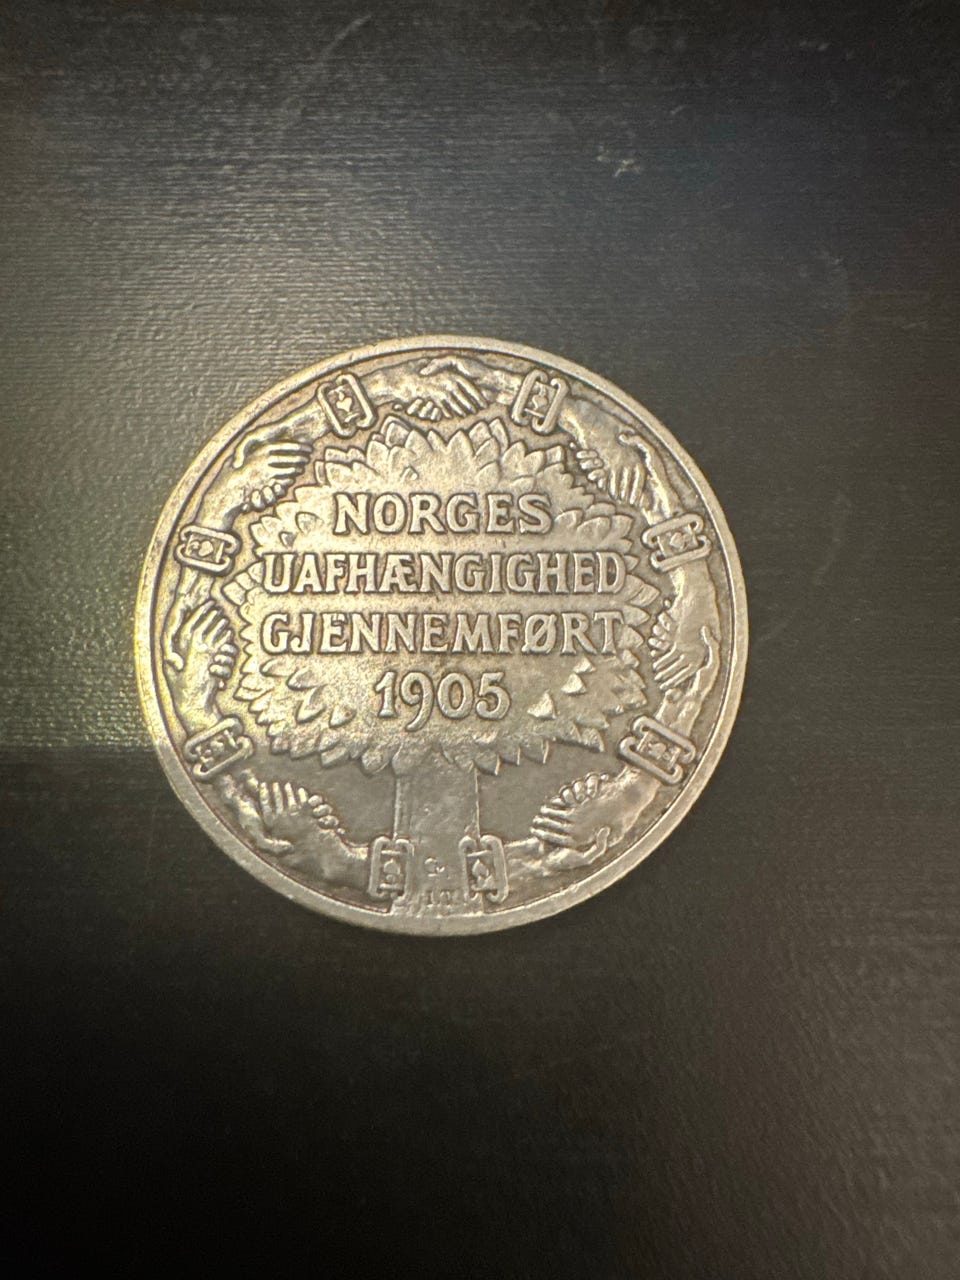 NORGES
UAFHÆNGIGHED
GJENNEMFØRT
1905
I.T.